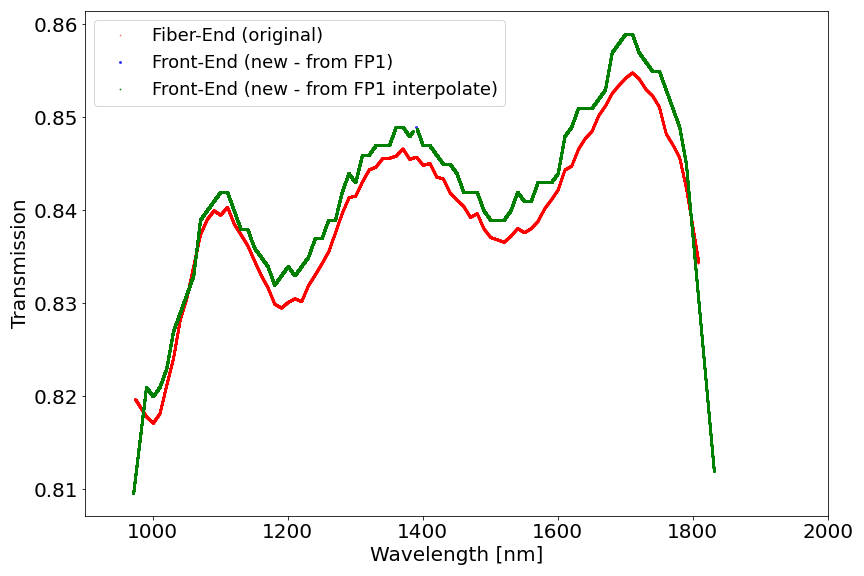 Fiber-End (original)
Front-End (new - from FP1)
Front-End (new - from FP1 interpolate)
0.86
0.85
0.84
0.83
0.82
0.81
Transmission
1000 1200 1400 1600 1800 2000
Wavelength [nm]